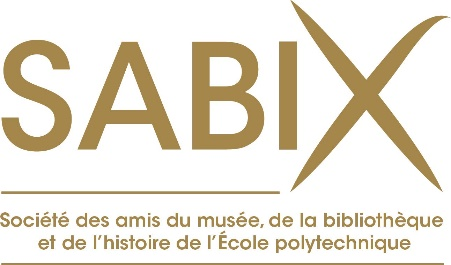 SABIX
Société des amis du musée, de la bibliothèque
et de l'histoire de l'École polytechnique